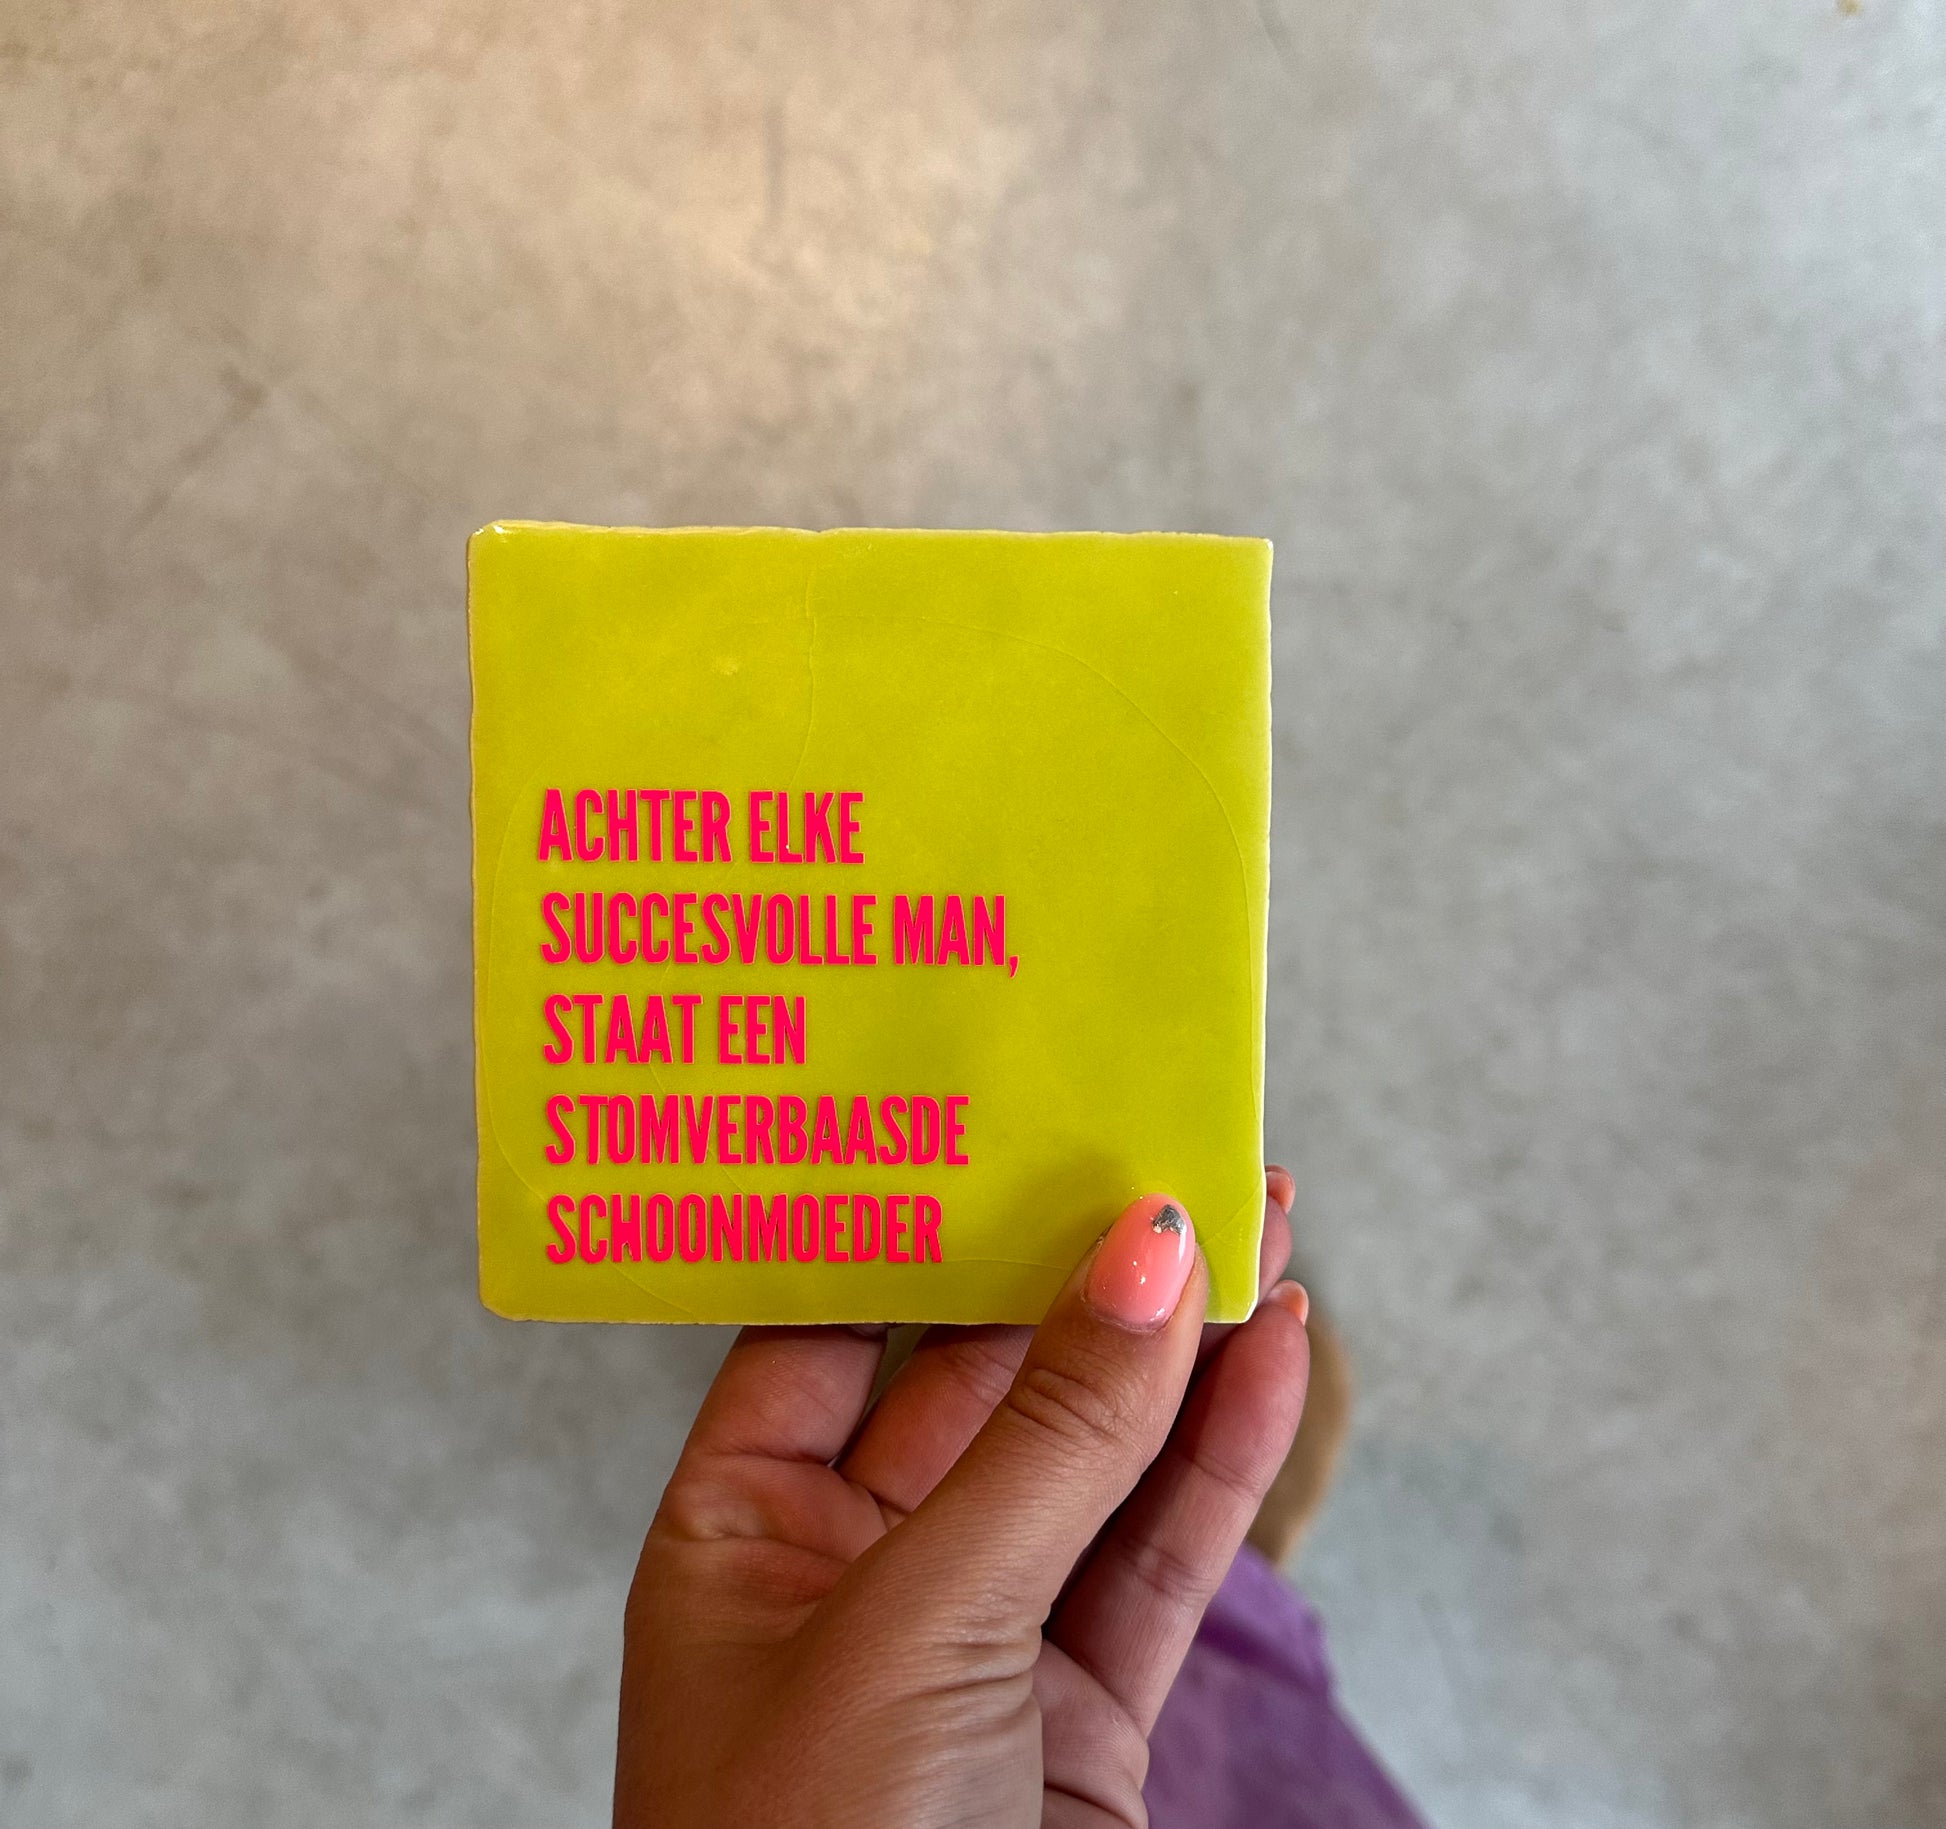 ACHTER ELKE
SUCCESVOLLE MAN,
STAAT EEN
STOMVERBAASDE
SCHOONMOEDER